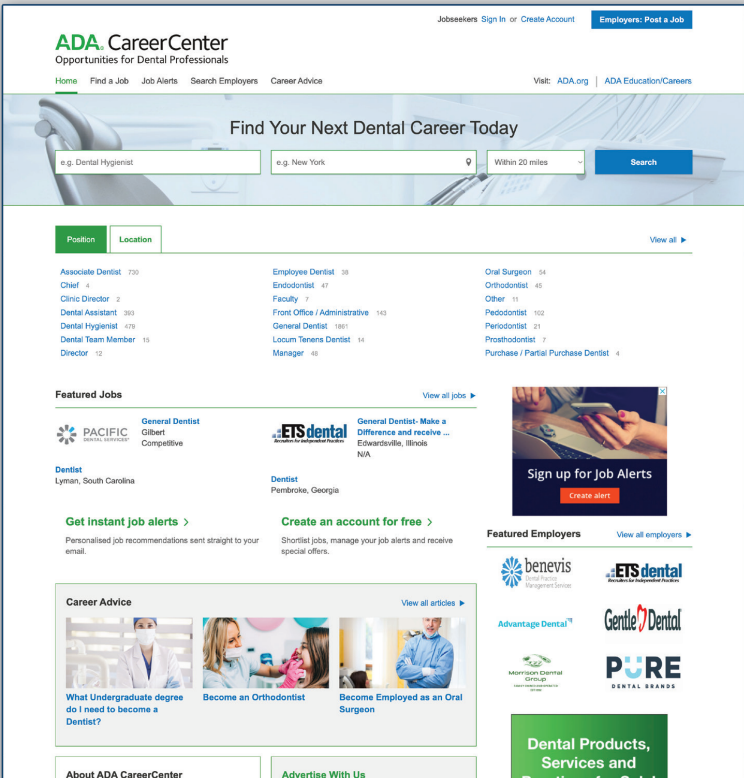 Jobseekers Sign In or Create Account
Employers: Post a Job
ADA. CareerCenter
Opportunities for Dental Professionals
Home Find a Job Job Alerts Search Employers Career Advice
Visit: ADA.org | ADA Education/Careers
Find Your Next Dental Career Today
e.g. Dental Hygienist
e.g. New York
Within 20 miles
Search
Position
Location
View all
Associate Dentist 730
Chief 4
Clinic Director 2
Dental Assistant 393
Dental Hygienist 479
Dental Team Member 15
Director 12
Employee Dentist 38
Endodontist 47
Faculty 7
Front Office / Administrative 143
General Dentist 1861
Locum Tenens Dentist 14
Manager 48
Oral Surgeon 54
Orthodontist 45
Other 11
Pedodontist 102
Periodontist 21
Prosthodontist 7
Purchase / Partial Purchase Dentist 4
Featured Jobs
View all jobs
PACIFIC
DENTAL SERVICES
General Dentist
Gilbert
Competitive
ETS dental
Recruiters for Independent Practices
General Dentist- Make a
Difference and receive ...
Edwardsville, Illinois
N/A
Dentist
Lyman, South Carolina
Dentist
Pembroke, Georgia
Get instant job alerts >
Personalised job recommendations sent straight to your
email.
Create an account for free >
Shortlist jobs, manage your job alerts and receive
special offers.
Sign up for Job Alerts
Create alert
Featured Employers
View all employers
benevis
Dental Practice
Management Services
ETS dental
Recruiters for Independent Practices
Advantage Dental
Gentle Dental
Morrison Dental
Group
PURE
DENTAL BRANDS
Career Advice
View all articles
What Undergraduate degree
do I need to become a
Dentist?
Become an Orthodontist
Become Employed as an Oral
Surgeon
Dental Products,
Services and
About ADA CareerCenter
Advertise With Us